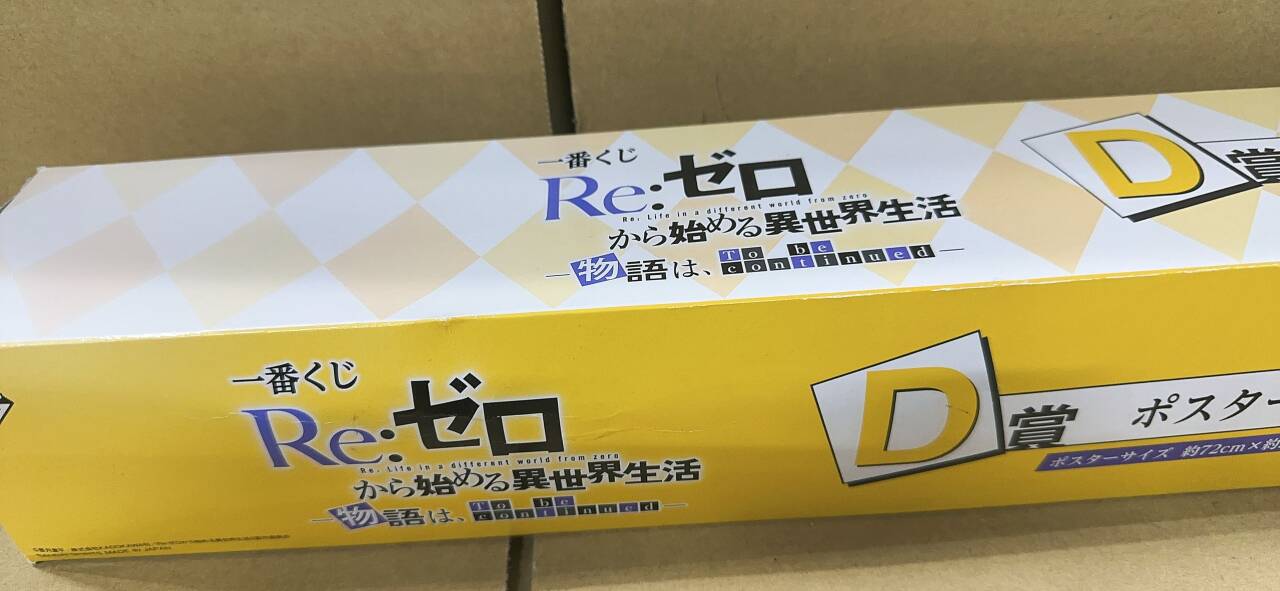 一番くじ
Re:ゼロ
Re: Life in a different world from zero
から始める異世界生活
物語は、To be continued
D賞
一番くじ
Re:ゼロ
Re: Life in a different world from zero
から始める異世界生活
物語は、To be continued
D賞 ポスター
ポスターサイズ 約72cm×約
MADE IN JAPAN